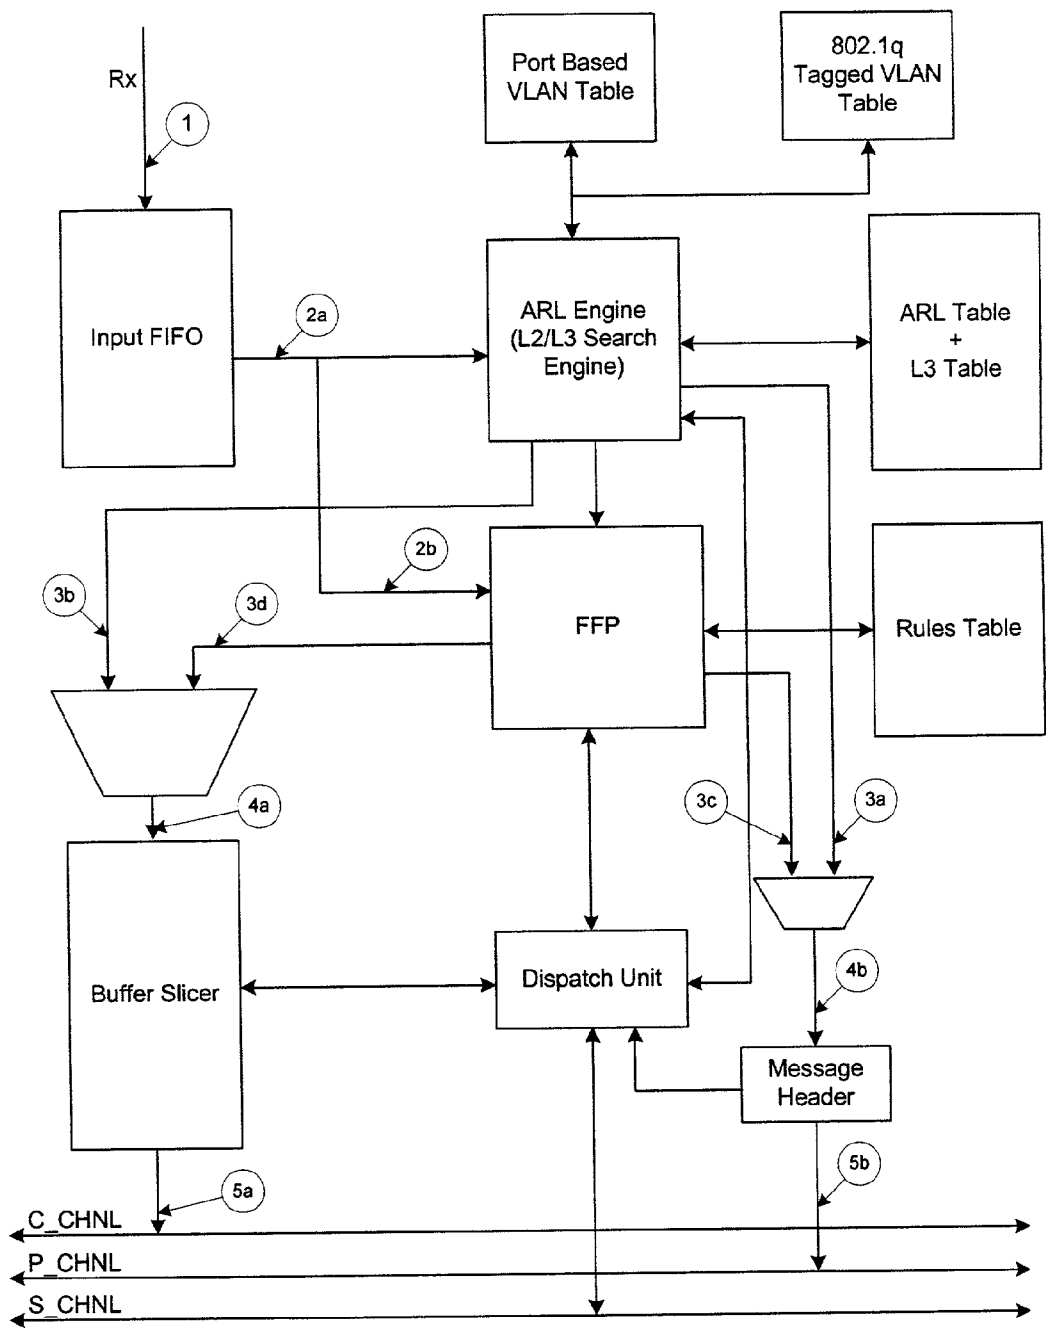 Port Based
VLAN Table
802.1q
Tagged VLAN
Table
Rx
1
Input FIFO
2a
ARL Engine
(L2/L3 Search
Engine)
ARL Table
+
L3 Table
2b
3b
3d
FFP
Rules Table
4a
3c
3a
Buffer Slicer
Dispatch Unit
4b
Message
Header
5a
5b
C_CHNL
P_CHNL
S_CHNL